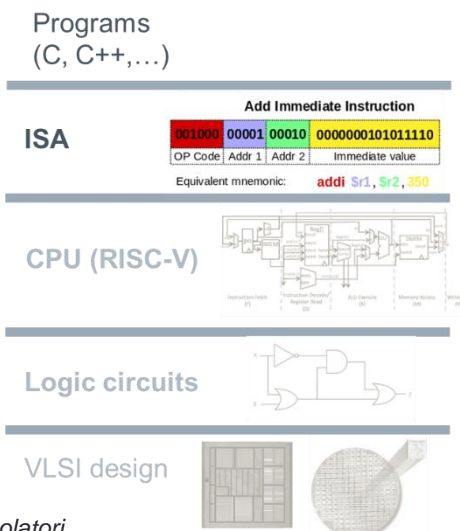 Programs
(C, C++,…)
Add Immediate Instruction
ISA
001000 00001 00010 0000000101011110
OP Code Addr 1 Addr 2 Immediate value
Equivalent mnemonic: addi $r1, $r2, 350
CPU (RISC-V)
Logic circuits
VLSI design
olatori